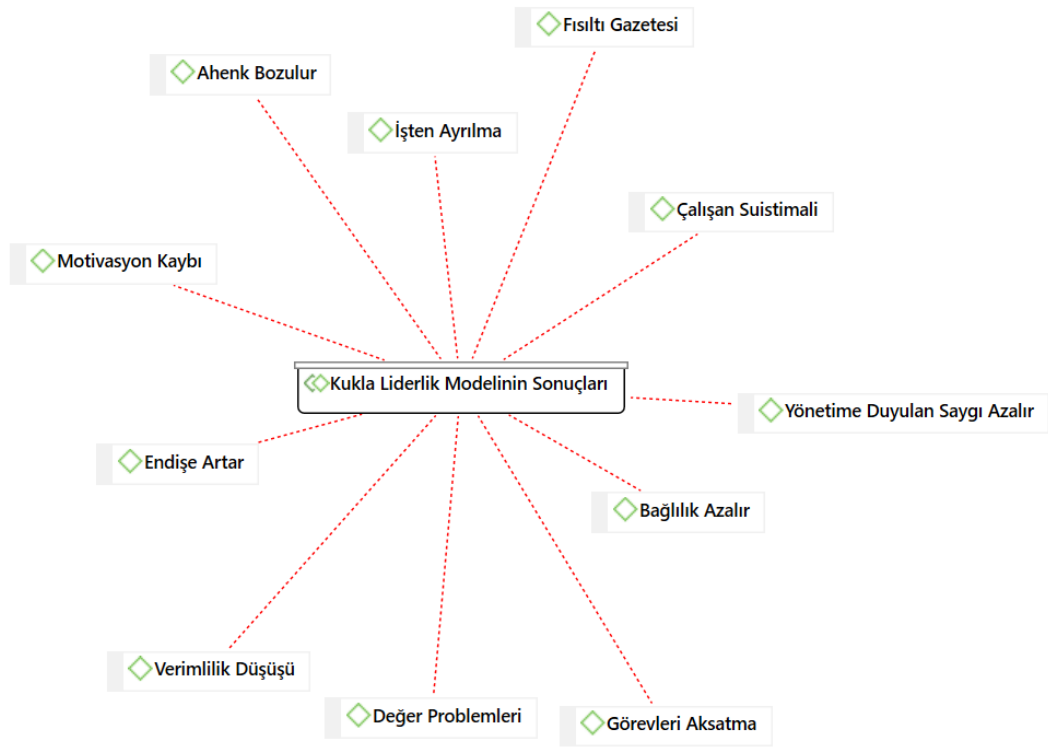 Fısıltı Gazetesi
Ahenk Bozulur
İşten Ayrılma
Çalışan Suistimali
Motivasyon Kaybı
Kukla Liderlik Modelinin Sonuçları
Yönetime Duyulan Saygı Azalır
Endişe Artar
Bağlılık Azalır
Verimlilik Düşüşü
Değer Problemleri
Görevleri Aksatma